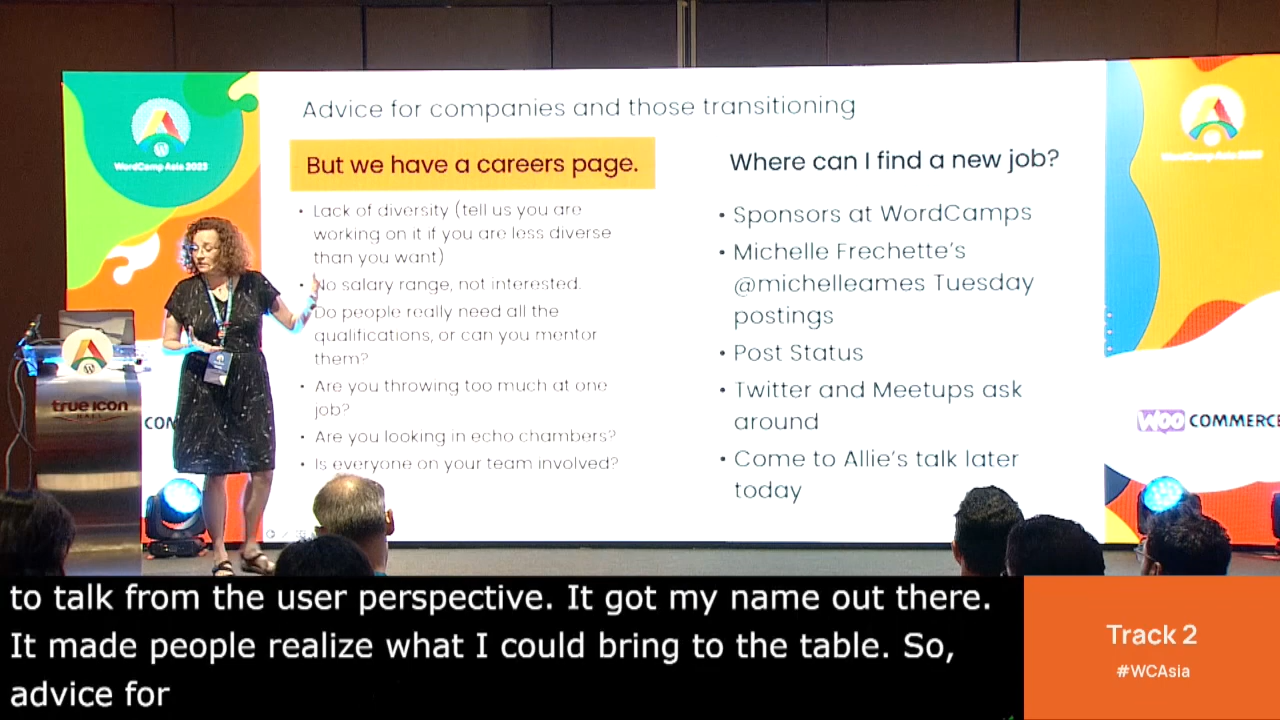 Advice for companies and those transitioning
But we have a careers page.
• Lack of diversity (tell us you are
working on it if you are less diverse
than you want)
• No salary range, not interested.
Do people really need all the
qualifications, or can you mentor
them?
• Are you throwing too much at one
job?
• Are you looking in echo chambers?
• Is everyone on your team involved?
Where can I find a new job?
• Sponsors at WordCamps
• Michelle Frechette's
@michelleames Tuesday
postings
• Post Status
• Twitter and Meetups ask
around
• Come to Allie's talk later
today
WordCamp Asia 2023
WordCamp Asia 2023
true icon
HALL
COM
WOO COMMERCE
to talk from the user perspective. It got my name out there.
It made people realize what I could bring to the table. So,
advice for
Track 2
#WCAsia